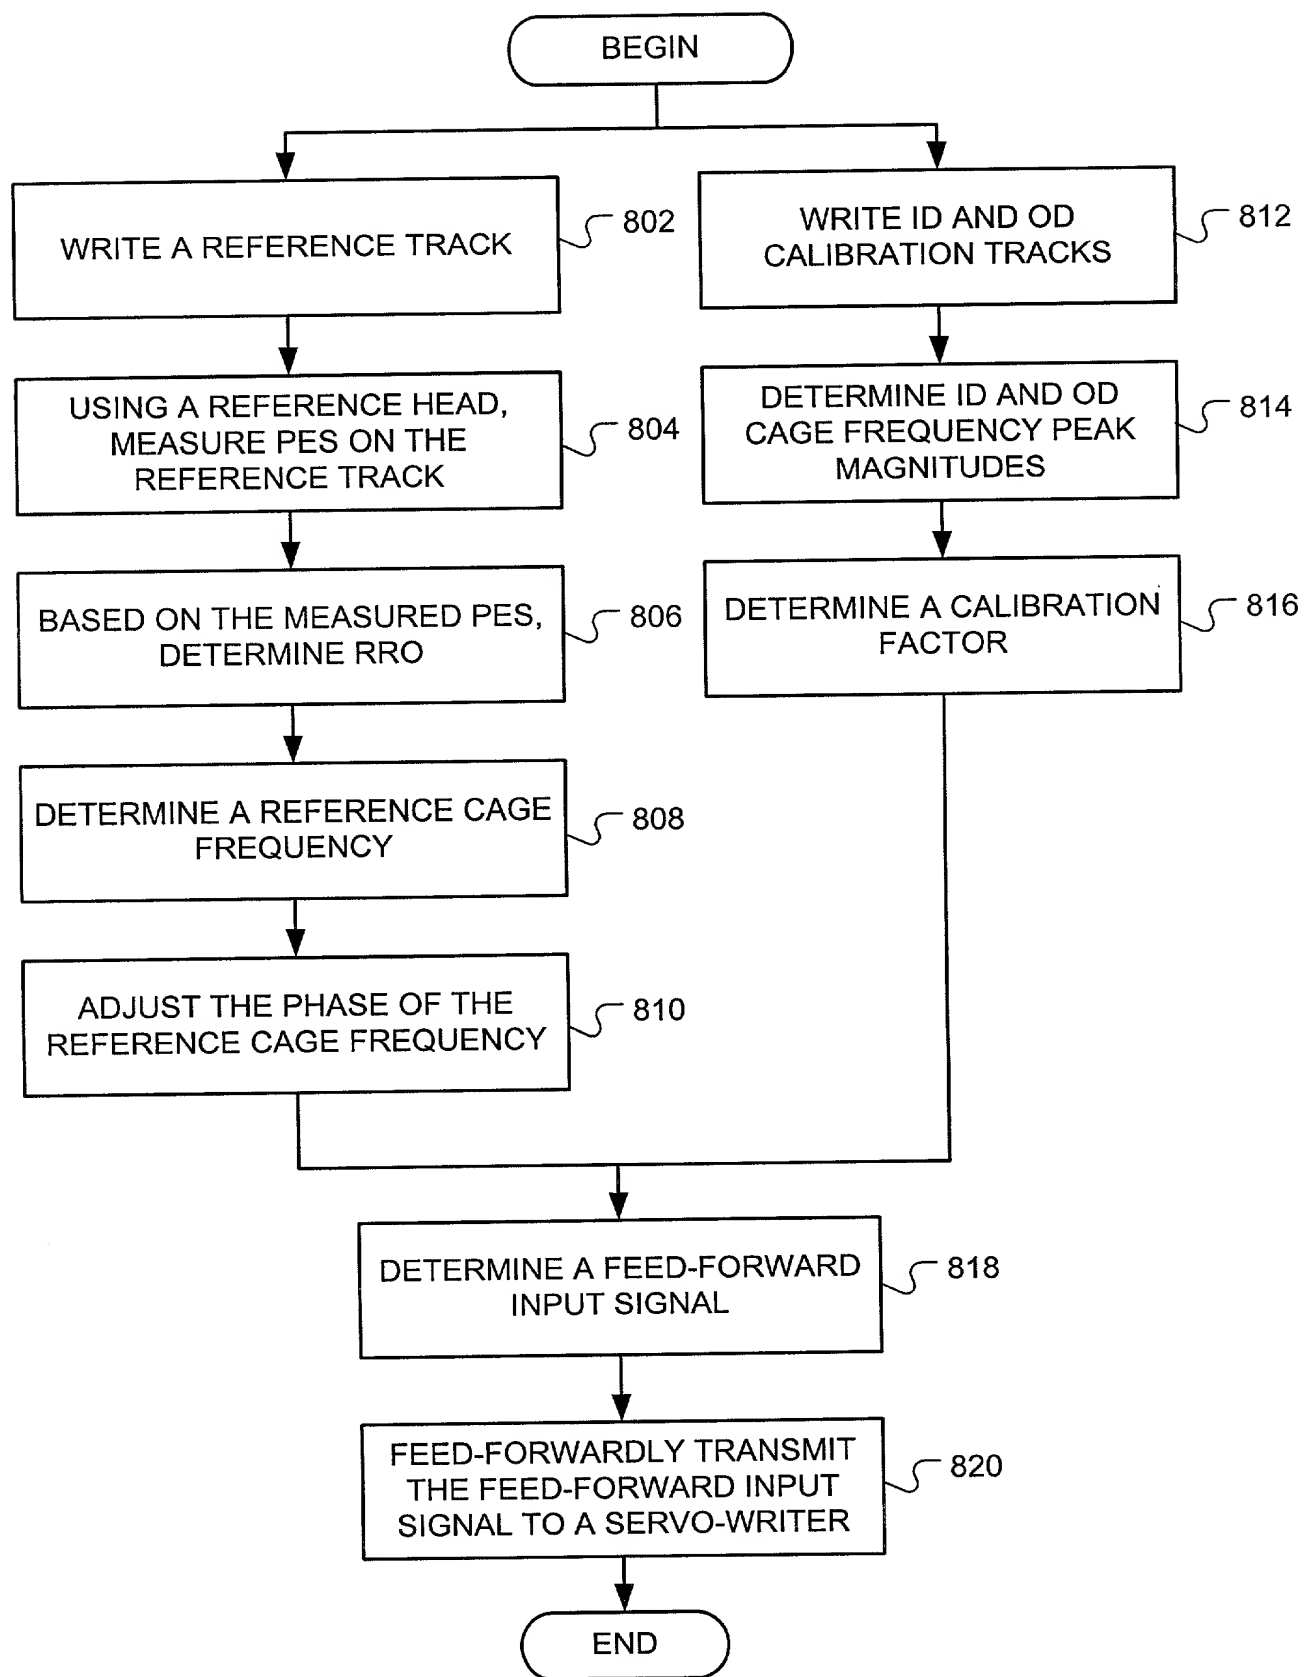 BEGIN
WRITE A REFERENCE TRACK
802
USING A REFERENCE HEAD,
MEASURE PES ON THE
REFERENCE TRACK
804
BASED ON THE MEASURED PES,
DETERMINE RRO
806
DETERMINE A REFERENCE CAGE
FREQUENCY
808
ADJUST THE PHASE OF THE
REFERENCE CAGE FREQUENCY
810
WRITE ID AND OD
CALIBRATION TRACKS
812
DETERMINE ID AND OD
CAGE FREQUENCY PEAK
MAGNITUDES
814
DETERMINE A CALIBRATION
FACTOR
816
DETERMINE A FEED-FORWARD
INPUT SIGNAL
818
FEED-FORWARDLY TRANSMIT
THE FEED-FORWARD INPUT
SIGNAL TO A SERVO-WRITER
820
END